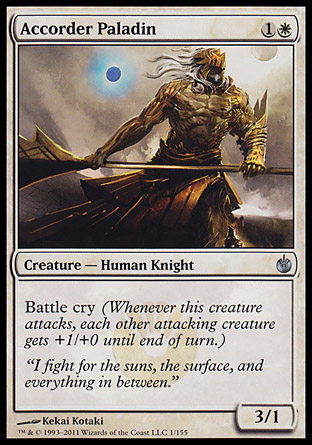 Accorder Paladin 1
Creature — Human Knight
Battle cry (Whenever this creature
attacks, each other attacking creature
gets +1/+0 until end of turn.)
“I fight for the suns, the surface, and
everything in between.”
Kekai Kotaki
™ & © 1993–2011 Wizards of the Coast LLC 1/155
3/1